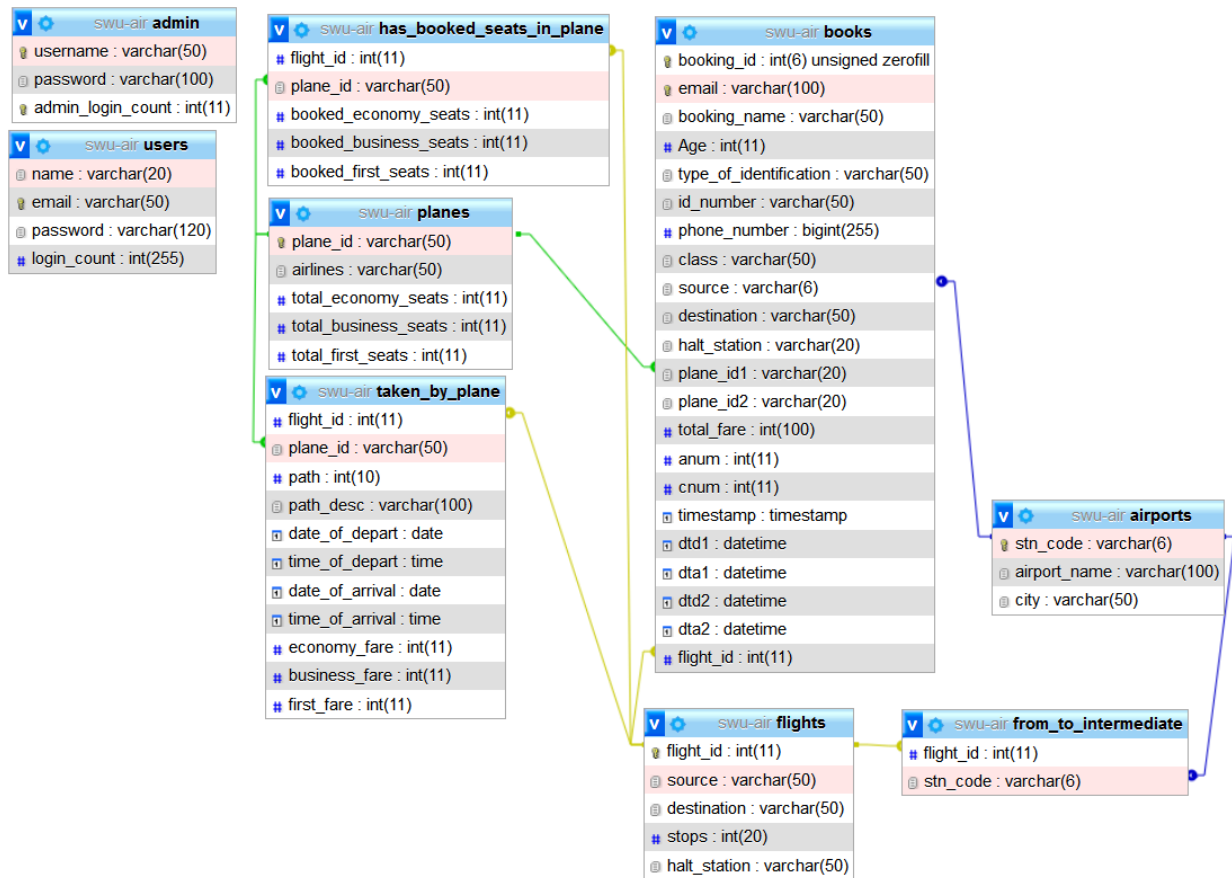 v swu-air admin
username : varchar(50)
password : varchar(100)
admin_login_count : int(11)
v swu-air users
name : varchar(20)
email : varchar(50)
password : varchar(120)
# login_count : int(255)
v swu-air has_booked_seats_in_plane
# flight_id : int(11)
plane_id : varchar(50)
# booked_economy_seats : int(11)
# booked_business_seats : int(11)
# booked_first_seats : int(11)
v swu-air planes
plane_id : varchar(50)
airlines : varchar(50)
# total_economy_seats : int(11)
# total_business_seats : int(11)
# total_first_seats : int(11)
v swu-air taken_by_plane
# flight_id : int(11)
plane_id : varchar(50)
# path : int(10)
path_desc : varchar(100)
date_of_depart : date
time_of_depart : time
date_of_arrival : date
time_of_arrival : time
# economy_fare : int(11)
# business_fare : int(11)
# first_fare : int(11)
v swu-air books
booking_id : int(6) unsigned zerofill
email : varchar(100)
booking_name : varchar(50)
# Age : int(11)
type_of_identification : varchar(50)
id_number : varchar(50)
# phone_number : bigint(255)
class : varchar(50)
source : varchar(6)
destination : varchar(50)
halt_station : varchar(20)
plane_id1 : varchar(20)
plane_id2 : varchar(20)
# total_fare : int(100)
# anum : int(11)
# cnum : int(11)
timestamp : timestamp
dtd1 : datetime
dta1 : datetime
dtd2 : datetime
dta2 : datetime
# flight_id : int(11)
v swu-air airports
stn_code : varchar(6)
airport_name : varchar(100)
city : varchar(50)
v swu-air flights
flight_id : int(11)
source : varchar(50)
destination : varchar(50)
# stops : int(20)
halt_station : varchar(50)
v swu-air from_to_intermediate
# flight_id : int(11)
stn_code : varchar(6)